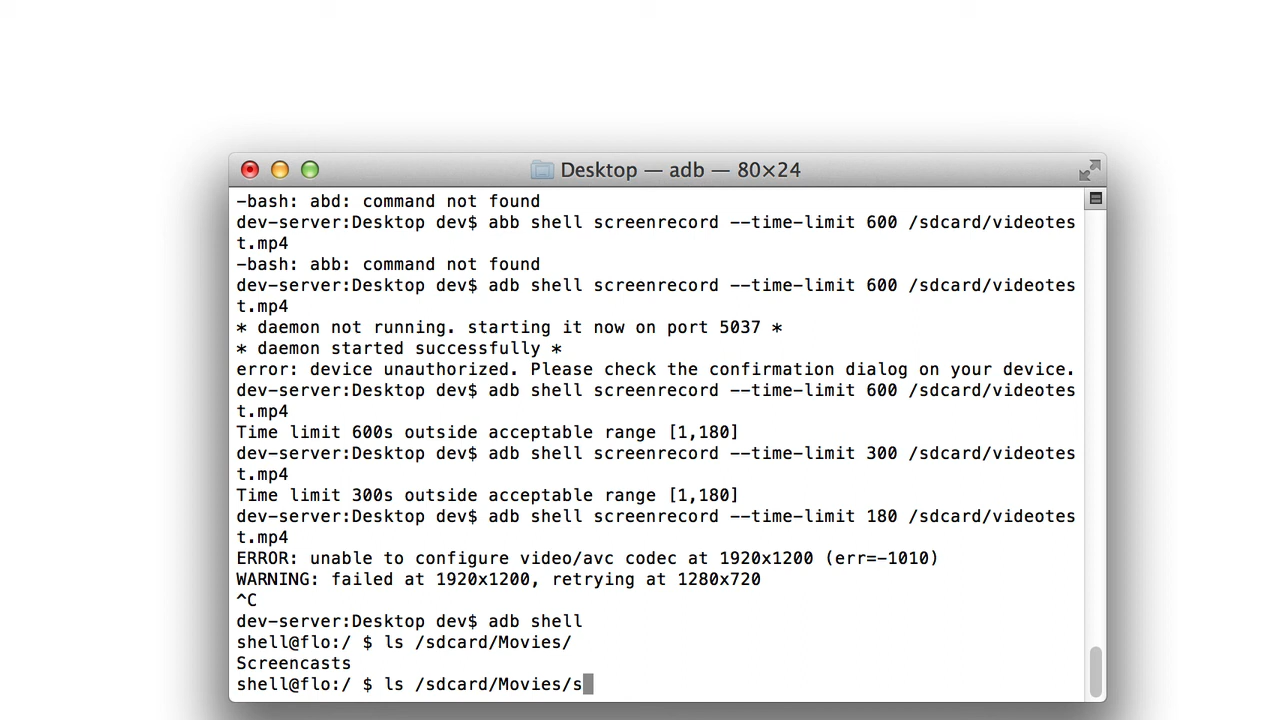 Desktop — adb — 80×24
-bash: abd: command not found
dev-server:Desktop dev$ abb shell screenrecord --time-limit 600 /sdcard/videotes
t.mp4
-bash: abb: command not found
dev-server:Desktop dev$ adb shell screenrecord --time-limit 600 /sdcard/videotes
t.mp4
* daemon not running. starting it now on port 5037 *
* daemon started successfully *
error: device unauthorized. Please check the confirmation dialog on your device.
dev-server:Desktop dev$ adb shell screenrecord --time-limit 600 /sdcard/videotes
t.mp4
Time limit 600s outside acceptable range [1,180]
dev-server:Desktop dev$ adb shell screenrecord --time-limit 300 /sdcard/videotes
t.mp4
Time limit 300s outside acceptable range [1,180]
dev-server:Desktop dev$ adb shell screenrecord --time-limit 180 /sdcard/videotes
t.mp4
ERROR: unable to configure video/avc codec at 1920x1200 (err=-1010)
WARNING: failed at 1920x1200, retrying at 1280x720
^C
dev-server:Desktop dev$ adb shell
shell@flo:/ $ ls /sdcard/Movies/
Screencasts
shell@flo:/ $ ls /sdcard/Movies/s